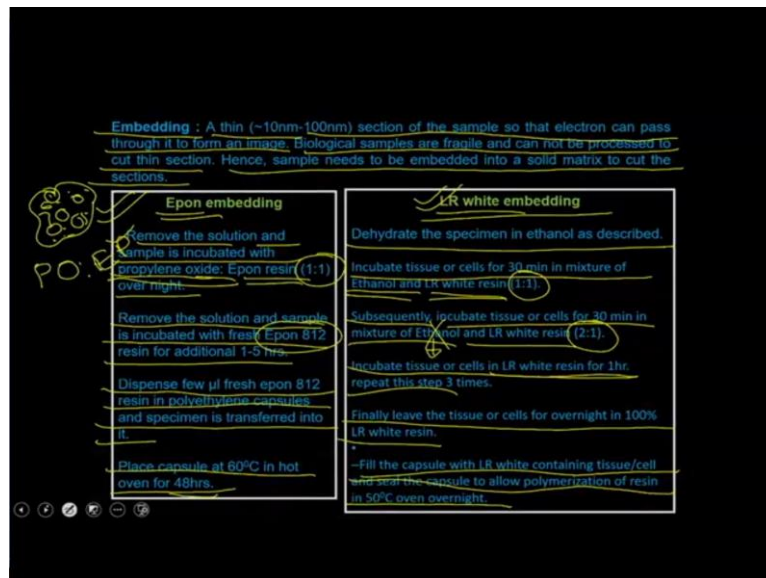 Embedding : A thin (~10nm-100nm) section of the sample so that electron can pass
through it to form an image. Biological samples are fragile and can not be processed to
cut thin section. Hence, sample needs to be embedded into a solid matrix to cut the
sections.
Epon embedding
Remove the solution and
sample is incubated with
propylene oxide: Epon resin (1:1)
over night.
Remove the solution and sample
is incubated with fresh Epon 812
resin for additional 1-5 hrs.
Dispense few µl fresh epon 812
resin in polyethylene capsules
and specimen is transferred into
it.
Place capsule at 60⁰C in hot
oven for 48hrs.
PO: EP
LR white embedding
Dehydrate the specimen in ethanol as described.
Incubate tissue or cells for 30 min in mixture of
Ethanol and LR white resin (1:1).
Subsequently, incubate tissue or cells for 30 min in
mixture of Ethanol and LR white resin (2:1).
Incubate tissue or cells in LR white resin for 1hr.
repeat this step 3 times.
Finally leave the tissue or cells for overnight in 100%
LR white resin.
•
–Fill the capsule with LR white containing tissue/cell
and seal the capsule to allow polymerization of resin
in 50⁰C oven overnight.